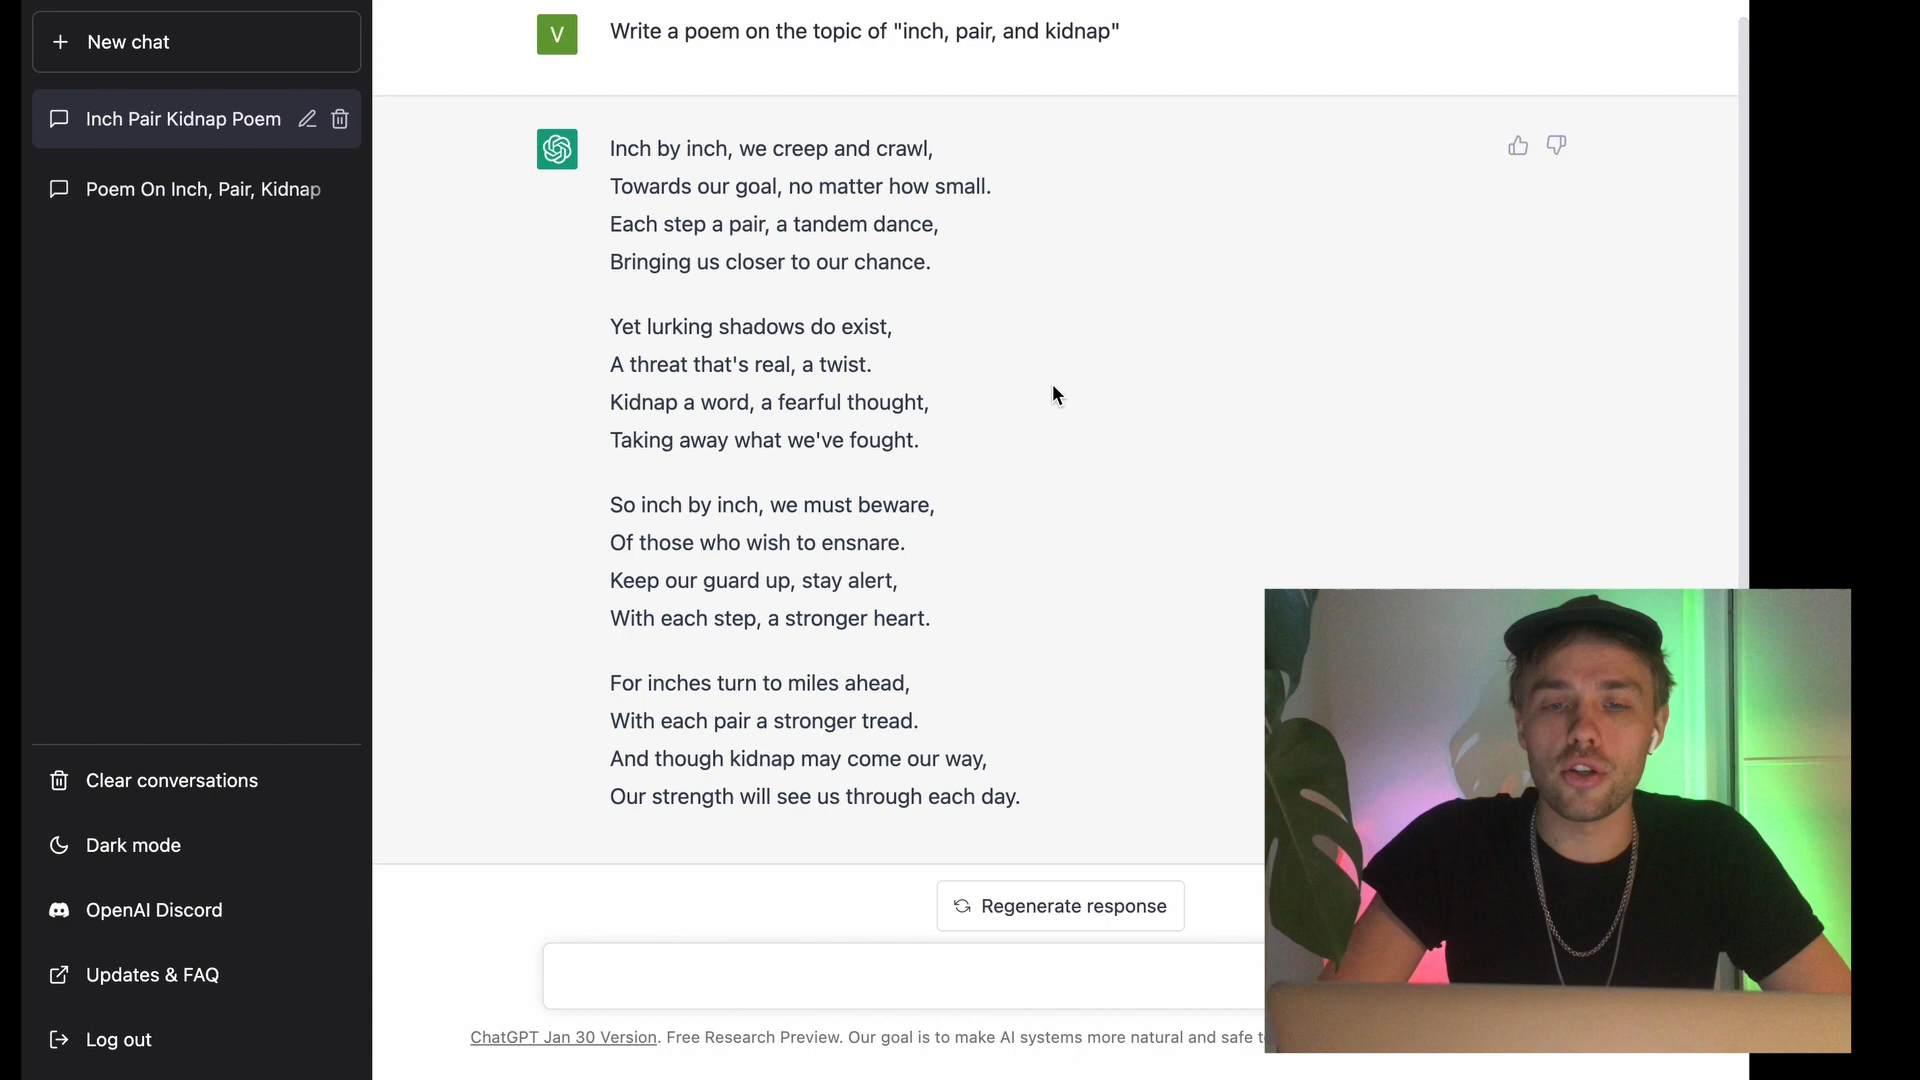 New chat
Inch Pair Kidnap Poem
Poem On Inch, Pair, Kidnap
Clear conversations
Dark mode
OpenAI Discord
Updates & FAQ
Log out
V
Write a poem on the topic of "inch, pair, and kidnap"
Inch by inch, we creep and crawl,
Towards our goal, no matter how small.
Each step a pair, a tandem dance,
Bringing us closer to our chance.
Yet lurking shadows do exist,
A threat that's real, a twist.
Kidnap a word, a fearful thought,
Taking away what we've fought.
So inch by inch, we must beware,
Of those who wish to ensnare.
Keep our guard up, stay alert,
With each step, a stronger heart.
For inches turn to miles ahead,
With each pair a stronger tread.
And though kidnap may come our way,
Our strength will see us through each day.
Regenerate response
ChatGPT Jan 30 Version. Free Research Preview. Our goal is to make AI systems more natural and safe